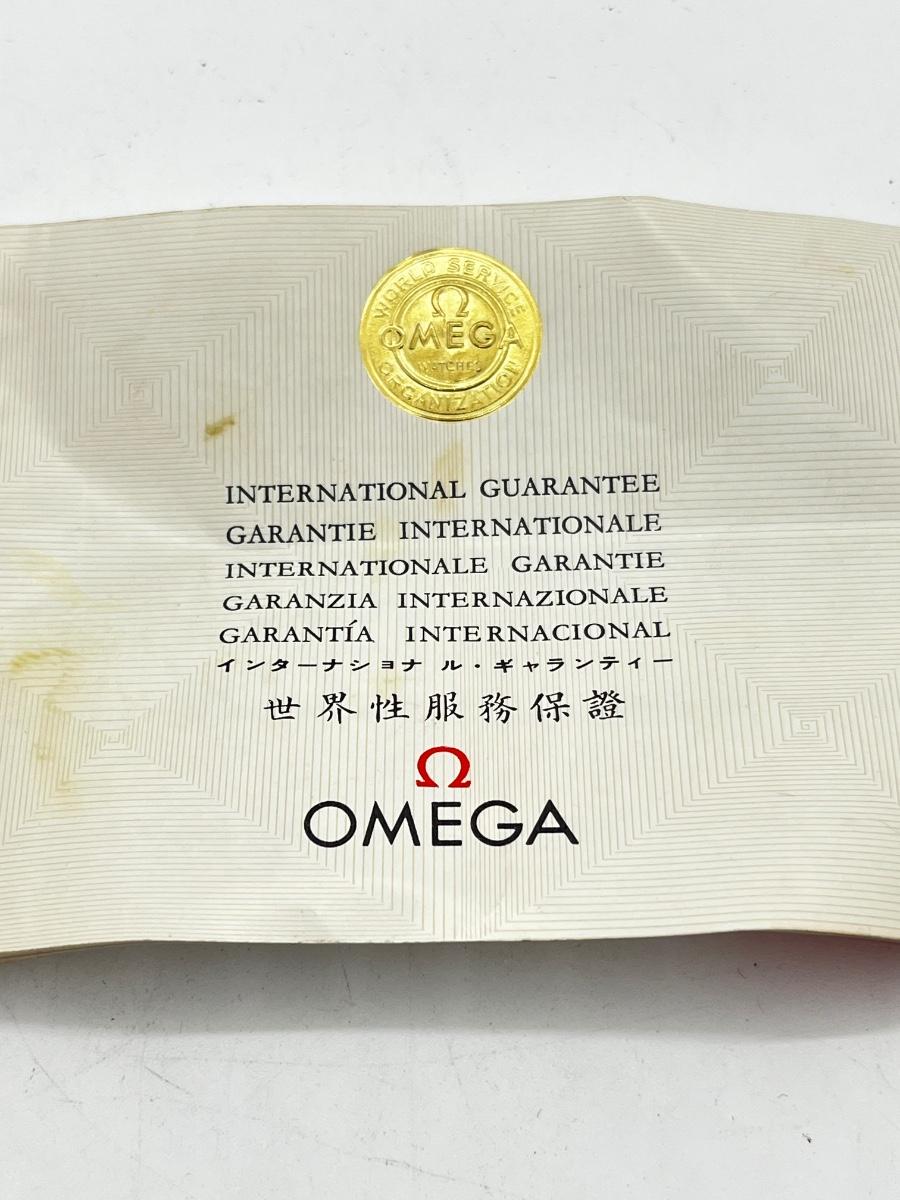 WORLD SERVICE
Ω
OMEGA
WATCHES
ORGANIZATION
INTERNATIONAL GUARANTEE
GARANTIE INTERNATIONALE
INTERNATIONALE GARANTIE
GARANZIA INTERNAZIONALE
GARANTÍA INTERNACIONAL
インターナショナル・ギャランティー
世界性服務保證
Ω
OMEGA